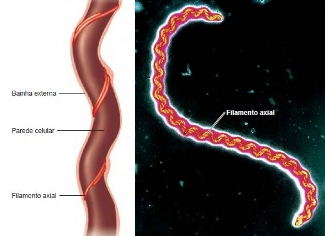 Bainha externa
Parede celular
Filamento axial
Filamento axial